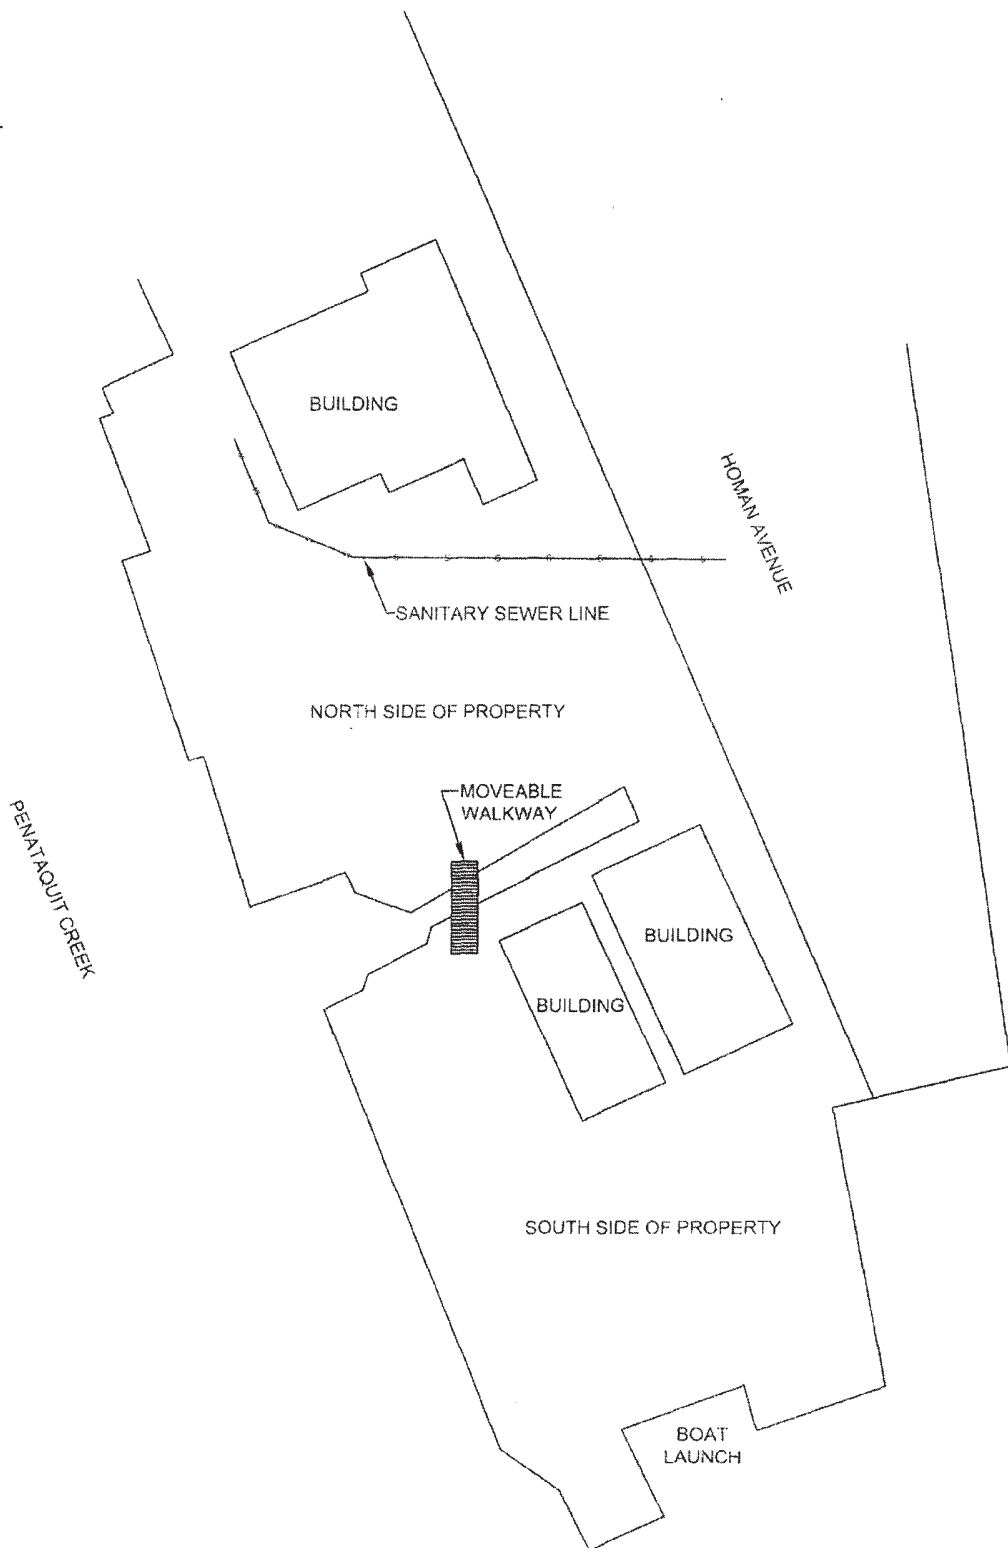 BUILDING
HOMAN AVENUE
SANITARY SEWER LINE
NORTH SIDE OF PROPERTY
MOVEABLE
WALKWAY
PENATAQUIT CREEK
BUILDING
BUILDING
SOUTH SIDE OF PROPERTY
BOAT
LAUNCH